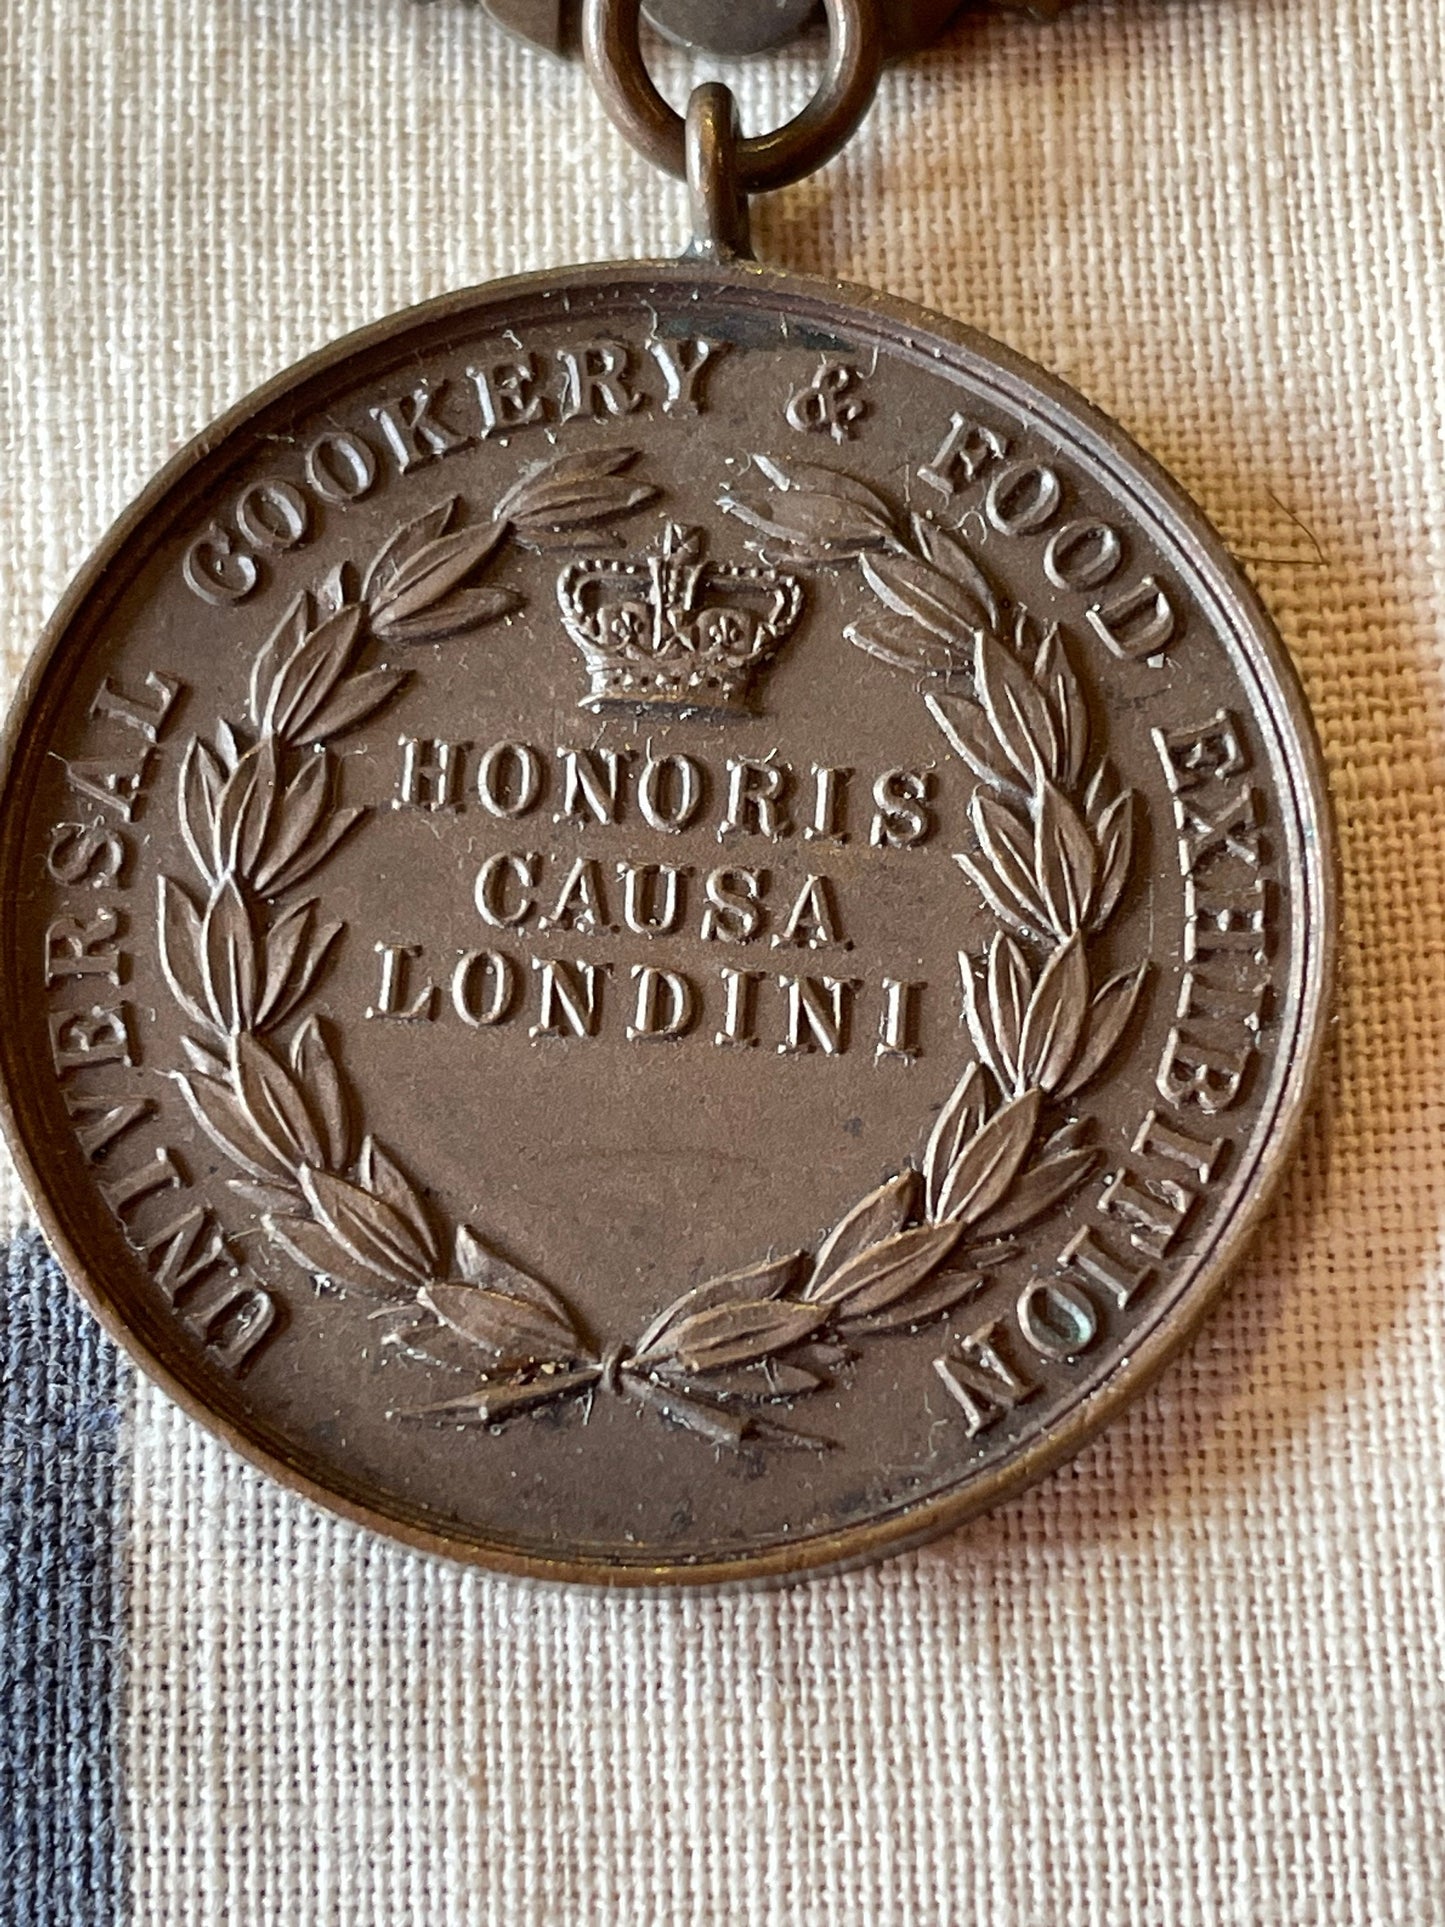 UNIVERSAL COOKERY & FOOD EXHIBITION
HONORIS
CAUSA
LONDINI